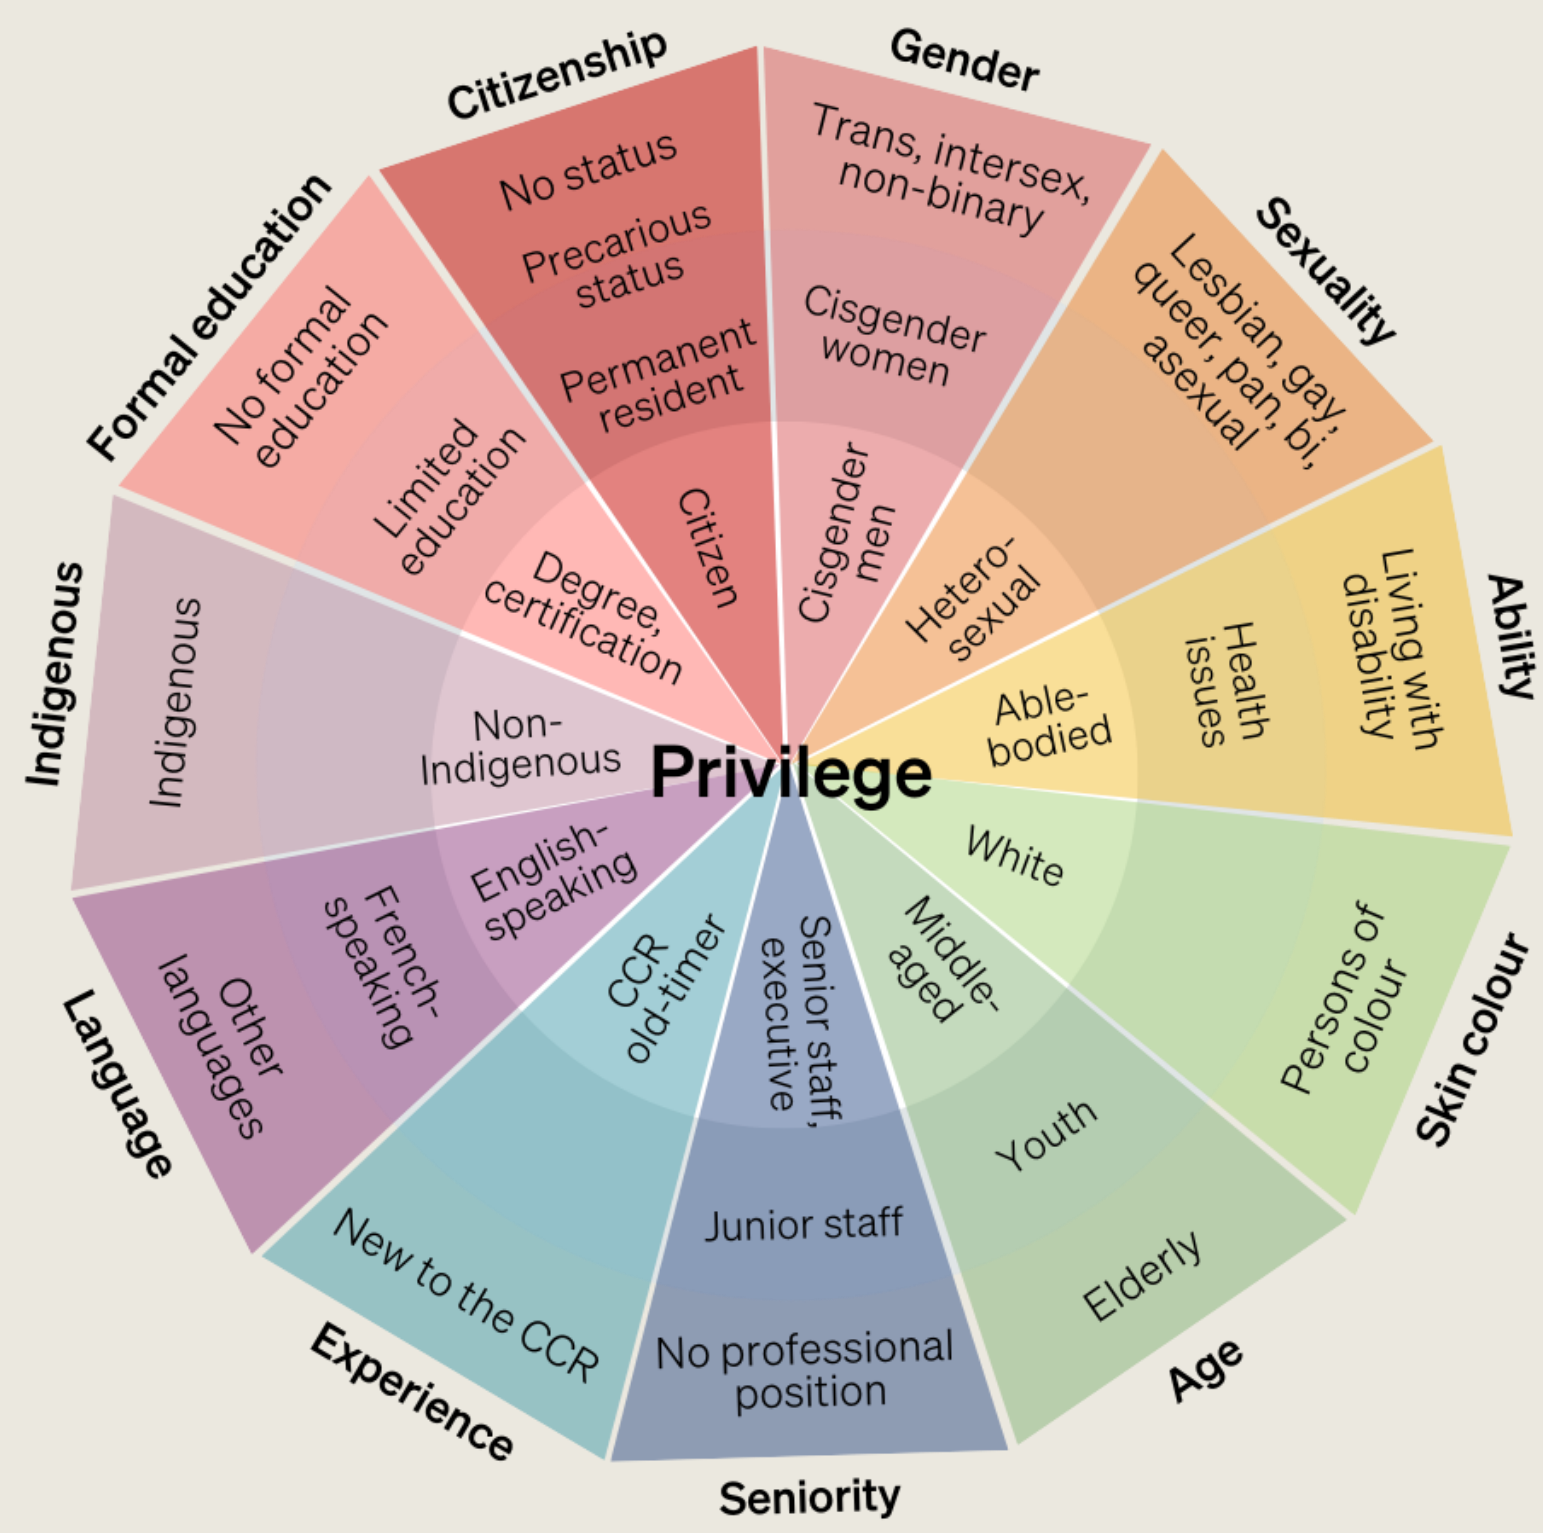 Citizenship
No status
Precarious
status
Permanent
resident
Citizen
Gender
Trans, intersex,
non-binary
Cisgender
women
Cisgender
men
Sexuality
Lesbian, gay,
queer, pan, bi,
asexual
Hetero-
sexual
Ability
Living with
disability
Health
issues
Able-
bodied
Skin colour
Persons of
colour
White
Age
Elderly
Youth
Middle-
aged
Seniority
No professional
position
Junior staff
Senior staff,
executive
Experience
New to the CCR
CCR
old-timer
Language
Other
languages
French-
speaking
English-
speaking
Indigenous
Indigenous
Non-
Indigenous
Formal education
No formal
education
Limited
education
Degree,
certification
Privilege